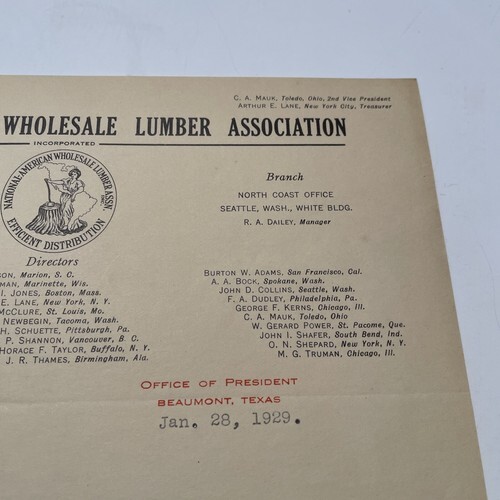 C. A. Mauk, Toledo, Ohio, 2nd Vice President
Arthur E. Lane, New York City, Treasurer
WHOLESALE LUMBER ASSOCIATION
INCORPORATED
NATIONAL-AMERICAN WHOLESALE LUMBER ASSN
EFFICIENT DISTRIBUTION
Branch
NORTH COAST OFFICE
SEATTLE, WASH., WHITE BLDG.
R. A. Dailey, Manager
Directors
SON, Marion, S. C.
MAN, Marinette, Wis.
I. JONES, Boston, Mass.
E. LANE, New York, N. Y.
McCLURE, St. Louis, Mo.
NEWBEGIN, Tacoma, Wash.
H. SCHUETTE, Pittsburgh, Pa.
P. SHANNON, Vancouver, B. C.
HORACE F. TAYLOR, Buffalo, N. Y.
J. R. THAMES, Birmingham, Ala.
BURTON W. ADAMS, San Francisco, Cal.
A. A. BOCK, Spokane, Wash.
JOHN D. COLLINS, Seattle, Wash.
F. A. DUDLEY, Philadelphia, Pa.
GEORGE F. KERNS, Chicago, Ill.
C. A. MAUK, Toledo, Ohio
W. GERARD POWER, St. Pacome, Que.
JOHN I. SHAFER, South Bend, Ind.
O. N. SHEPARD, New York, N. Y.
M. G. TRUMAN, Chicago, Ill.
OFFICE OF PRESIDENT
BEAUMONT, TEXAS
Jan. 28, 1929.